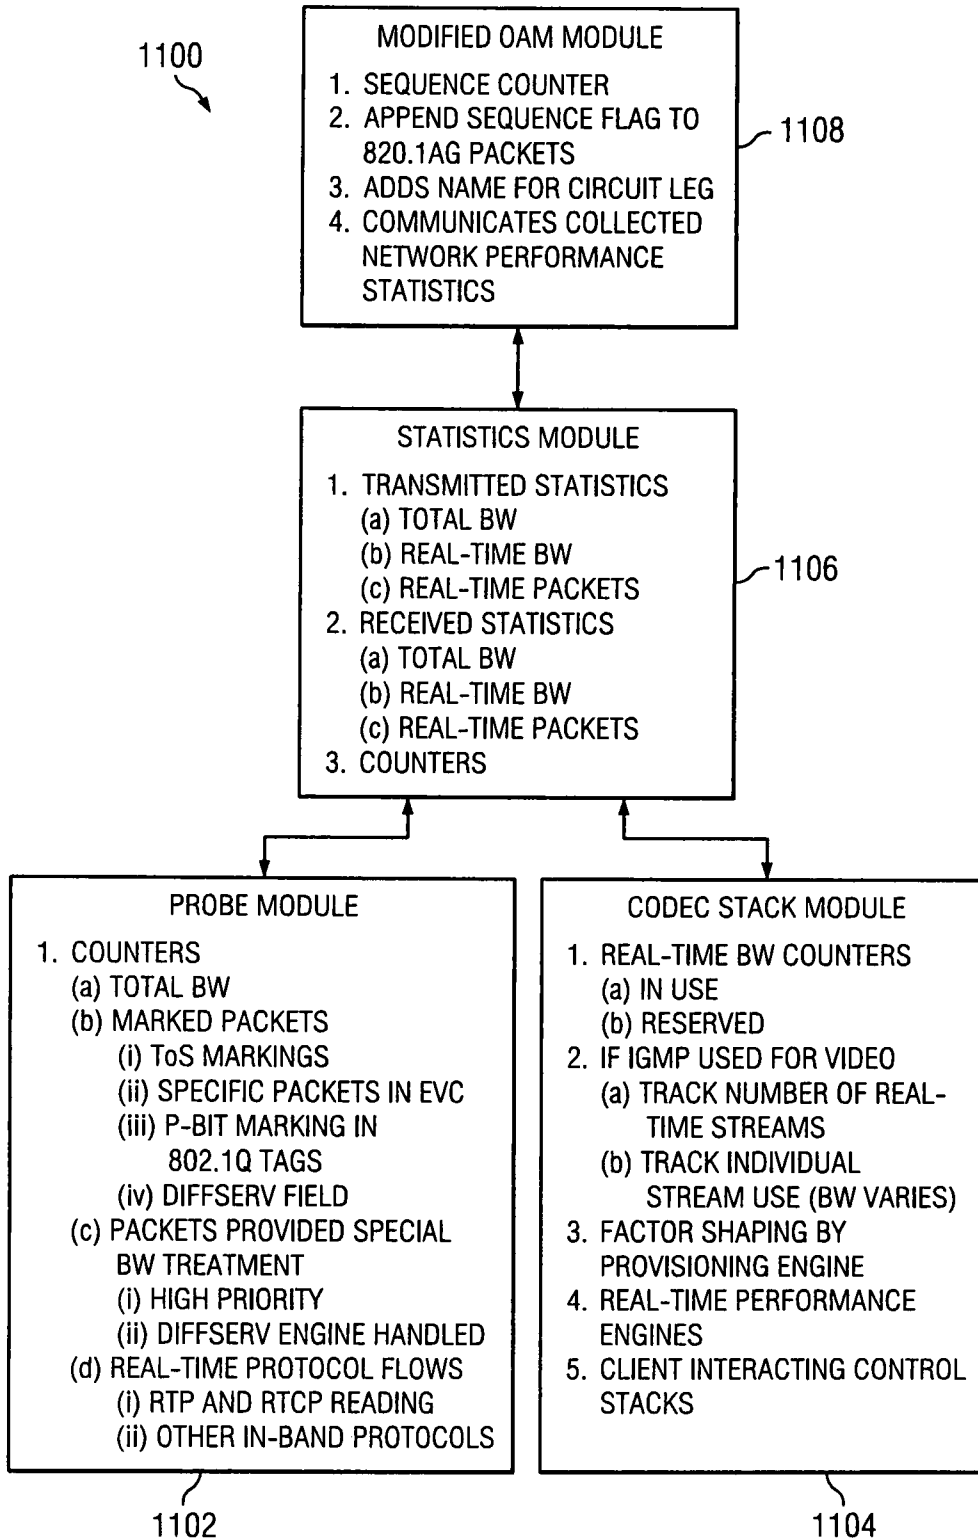 1100
MODIFIED OAM MODULE
1. SEQUENCE COUNTER
2. APPEND SEQUENCE FLAG TO
820.1AG PACKETS
3. ADDS NAME FOR CIRCUIT LEG
4. COMMUNICATES COLLECTED
NETWORK PERFORMANCE
STATISTICS
1108
STATISTICS MODULE
1. TRANSMITTED STATISTICS
(a) TOTAL BW
(b) REAL-TIME BW
(c) REAL-TIME PACKETS
2. RECEIVED STATISTICS
(a) TOTAL BW
(b) REAL-TIME BW
(c) REAL-TIME PACKETS
3. COUNTERS
1106
PROBE MODULE
1. COUNTERS
(a) TOTAL BW
(b) MARKED PACKETS
(i) ToS MARKINGS
(ii) SPECIFIC PACKETS IN EVC
(iii) P-BIT MARKING IN
802.1Q TAGS
(iv) DIFFSERV FIELD
(c) PACKETS PROVIDED SPECIAL
BW TREATMENT
(i) HIGH PRIORITY
(ii) DIFFSERV ENGINE HANDLED
(d) REAL-TIME PROTOCOL FLOWS
(i) RTP AND RTCP READING
(ii) OTHER IN-BAND PROTOCOLS
1102
CODEC STACK MODULE
1. REAL-TIME BW COUNTERS
(a) IN USE
(b) RESERVED
2. IF IGMP USED FOR VIDEO
(a) TRACK NUMBER OF REAL-
TIME STREAMS
(b) TRACK INDIVIDUAL
STREAM USE (BW VARIES)
3. FACTOR SHAPING BY
PROVISIONING ENGINE
4. REAL-TIME PERFORMANCE
ENGINES
5. CLIENT INTERACTING CONTROL
STACKS
1104